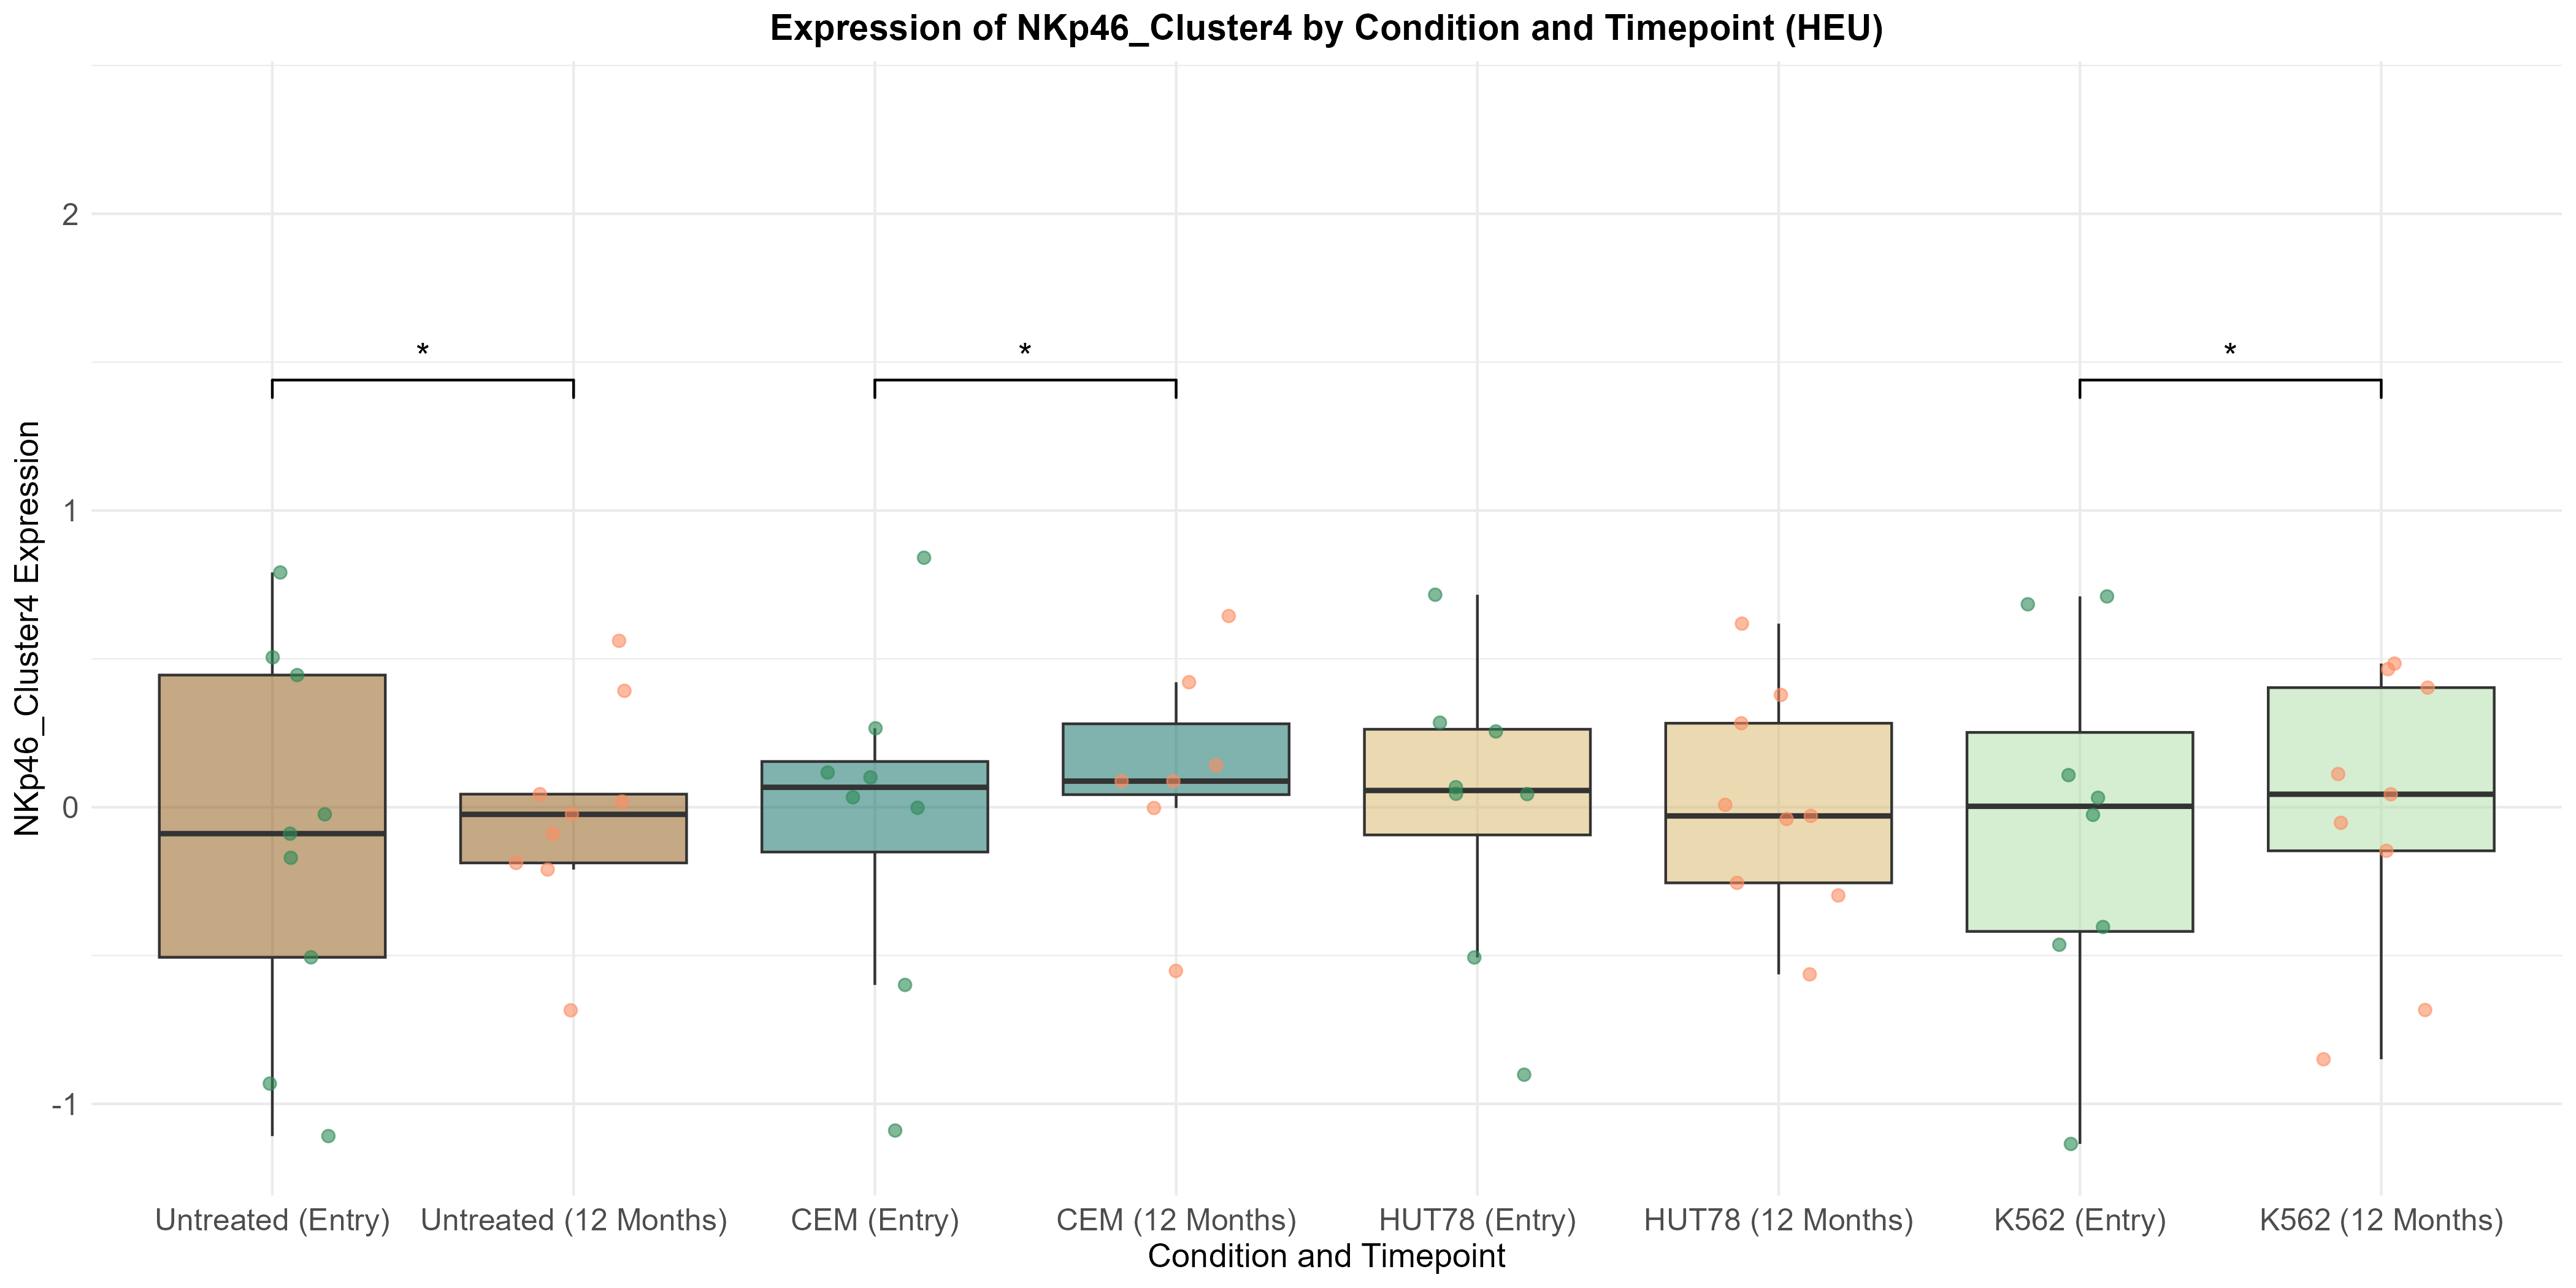 Expression of NKp46_Cluster4 by Condition and Timepoint (HEU)
NKp46_Cluster4 Expression
2
1
0
-1
*
*
*
Untreated (Entry)
Untreated (12 Months)
CEM (Entry)
CEM (12 Months)
HUT78 (Entry)
HUT78 (12 Months)
K562 (Entry)
K562 (12 Months)
Condition and Timepoint